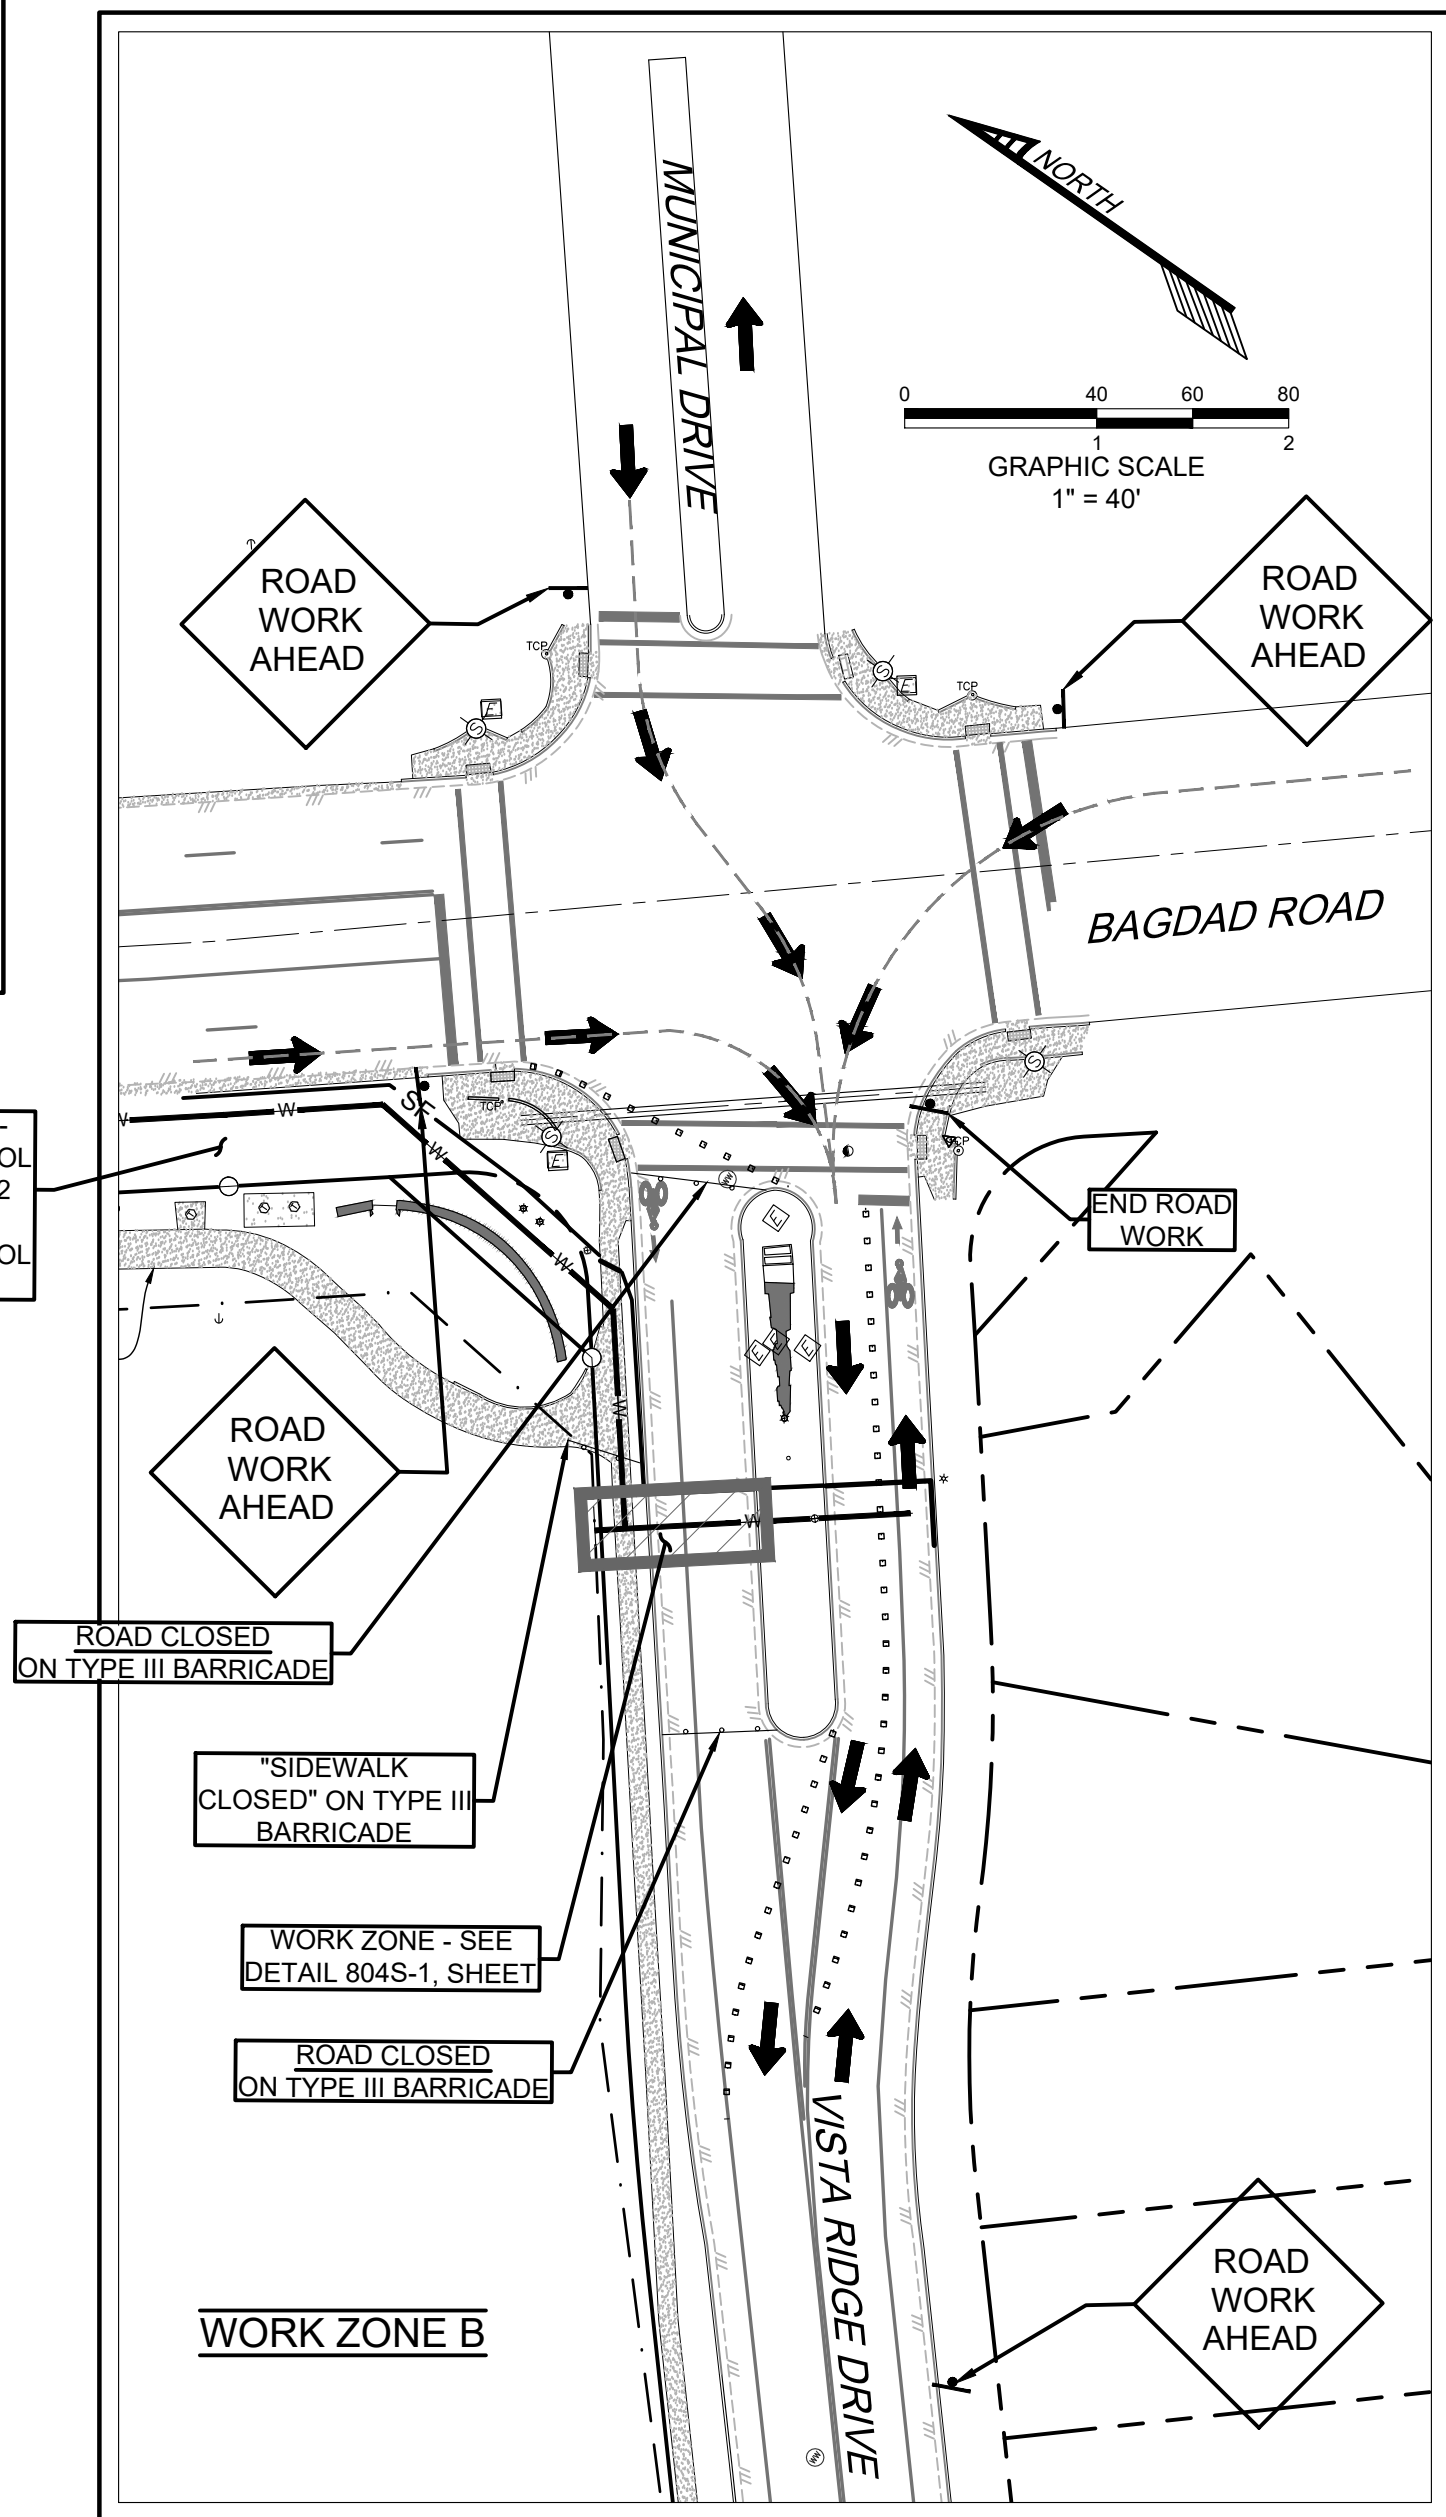 MUNICIPAL DRIVE
NORTH
0 40 60 80
1 2
GRAPHIC SCALE
1" = 40'
ROAD
WORK
AHEAD
ROAD
WORK
AHEAD
TCP
E
S
S
E
TCP
BAGDAD ROAD
W
W
SF
W
TCP
S
E
S
TCP
OL
2
OL
WW
E
END ROAD
WORK
W
E
E
E
W
ROAD
WORK
AHEAD
W
ROAD CLOSED
ON TYPE III BARRICADE
"SIDEWALK
CLOSED" ON TYPE III
BARRICADE
WORK ZONE - SEE
DETAIL 804S-1, SHEET
ROAD CLOSED
ON TYPE III BARRICADE
VISTA RIDGE DRIVE
ROAD
WORK
AHEAD
WORK ZONE B
WW